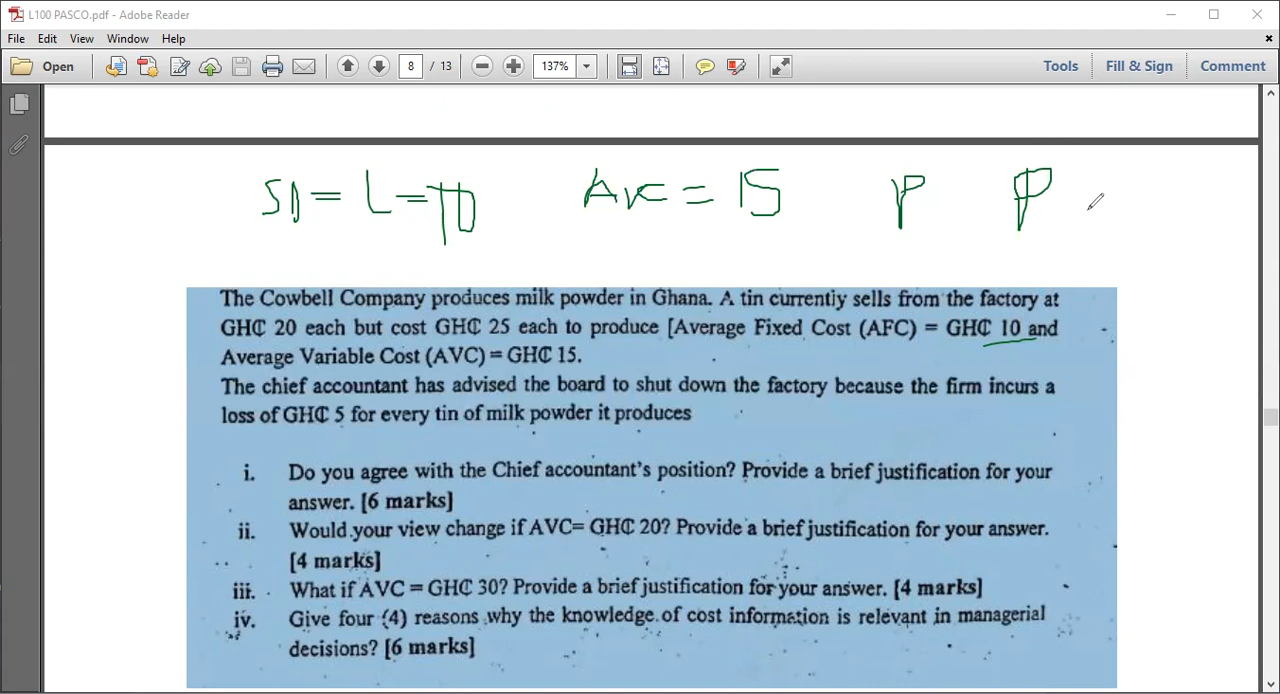 L100 PASCO.pdf - Adobe Reader
File Edit View Window Help
Open 8 / 13 137% Tools Fill & Sign Comment
AVC = 15 P P
The Cowbell Company produces milk powder in Ghana. A tin currently sells from the factory at
GH₵ 20 each but cost GH₵ 25 each to produce [Average Fixed Cost (AFC) = GH₵ 10 and
Average Variable Cost (AVC) = GH₵ 15.
The chief accountant has advised the board to shut down the factory because the firm incurs a
loss of GH₵ 5 for every tin of milk powder it produces
i. Do you agree with the Chief accountant's position? Provide a brief justification for your
answer. [6 marks]
ii. Would your view change if AVC= GH₵ 20? Provide a brief justification for your answer.
[4 marks]
iii. What if AVC = GH₵ 30? Provide a brief justification for your answer. [4 marks]
iv. Give four (4) reasons why the knowledge of cost information is relevant in managerial
decisions? [6 marks]